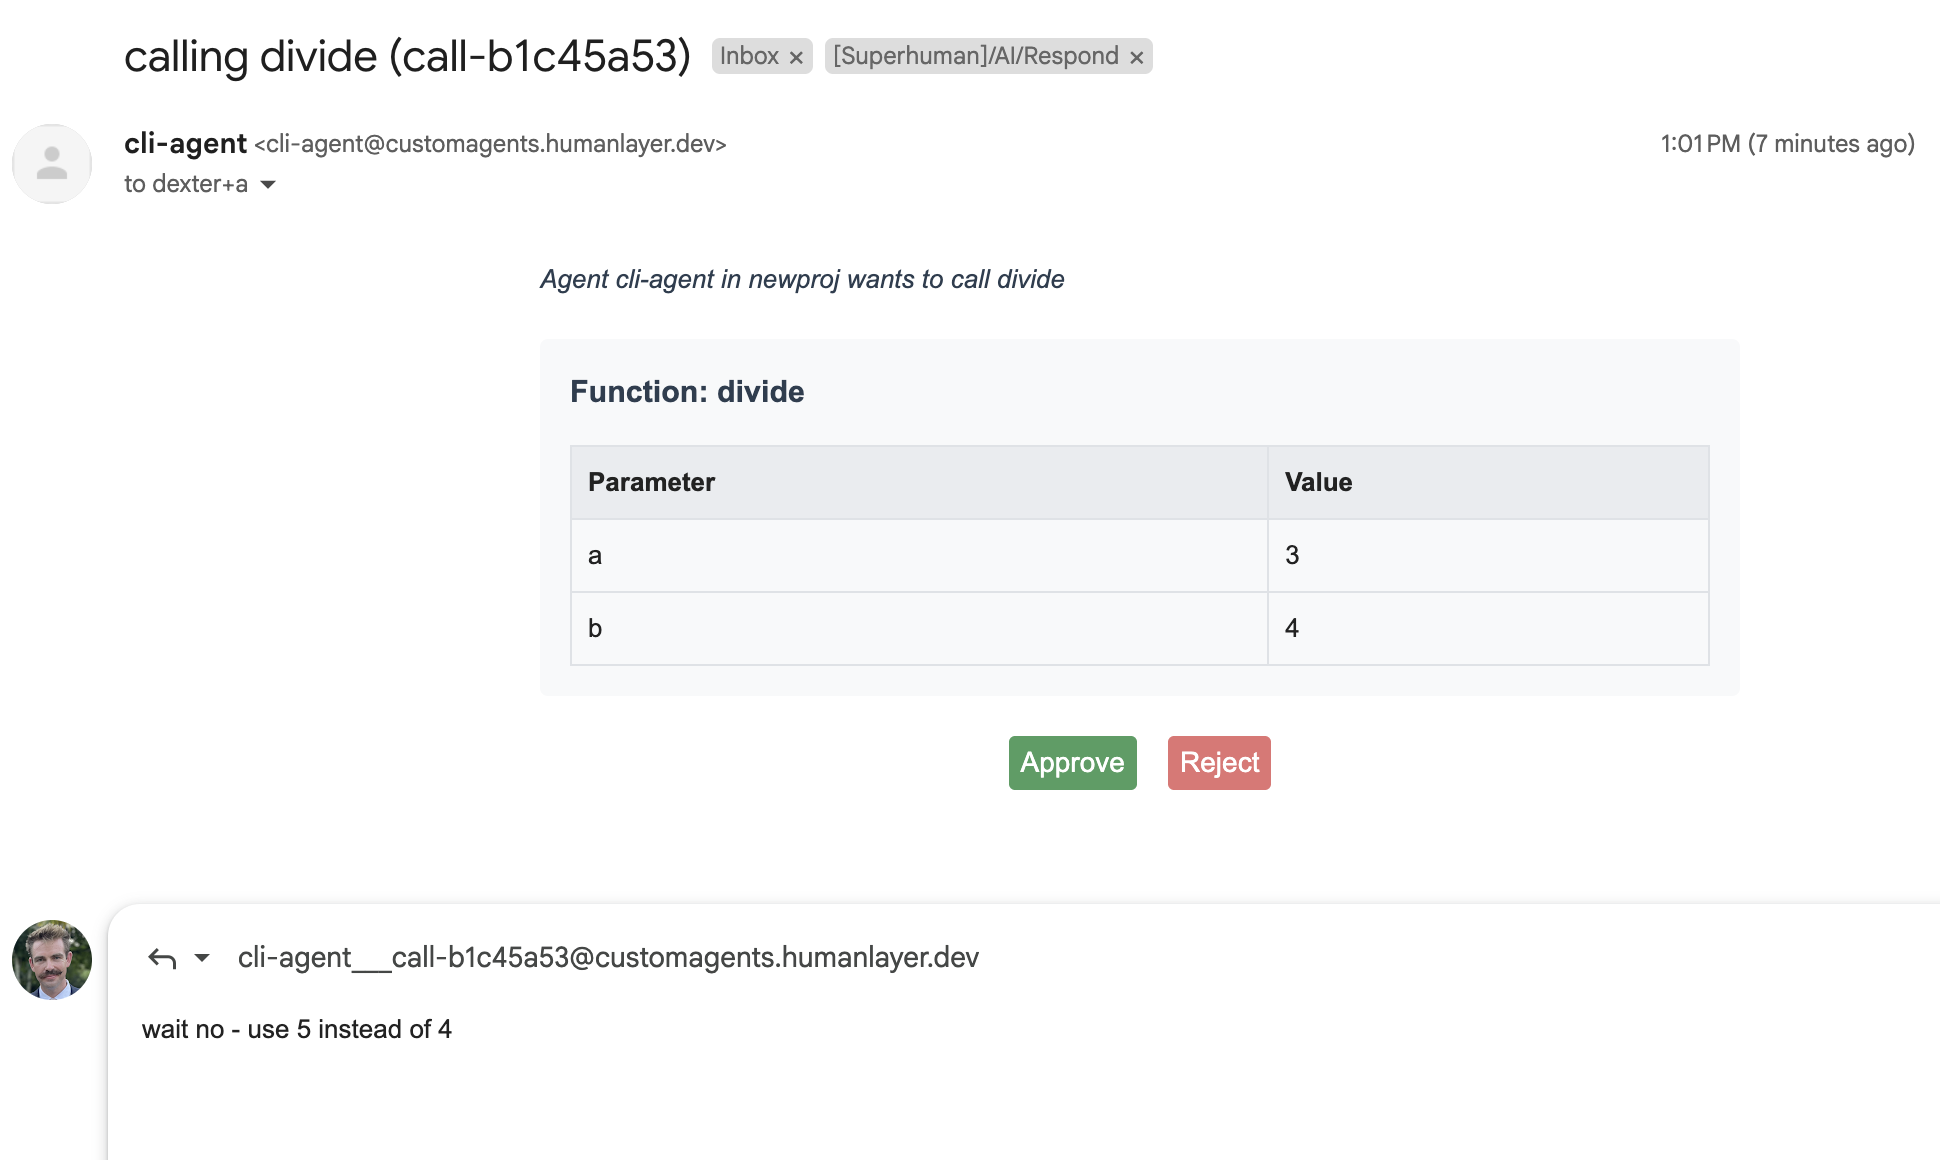 calling divide (call-b1c45a53) Inbox × [Superhuman]/AI/Respond ×
cli-agent <cli-agent@customagents.humanlayer.dev> 1:01 PM (7 minutes ago)
to dexter+a
Agent cli-agent in newproj wants to call divide
Function: divide
Parameter Value
a 3
b 4
Approve Reject
cli-agent___call-b1c45a53@customagents.humanlayer.dev
wait no - use 5 instead of 4